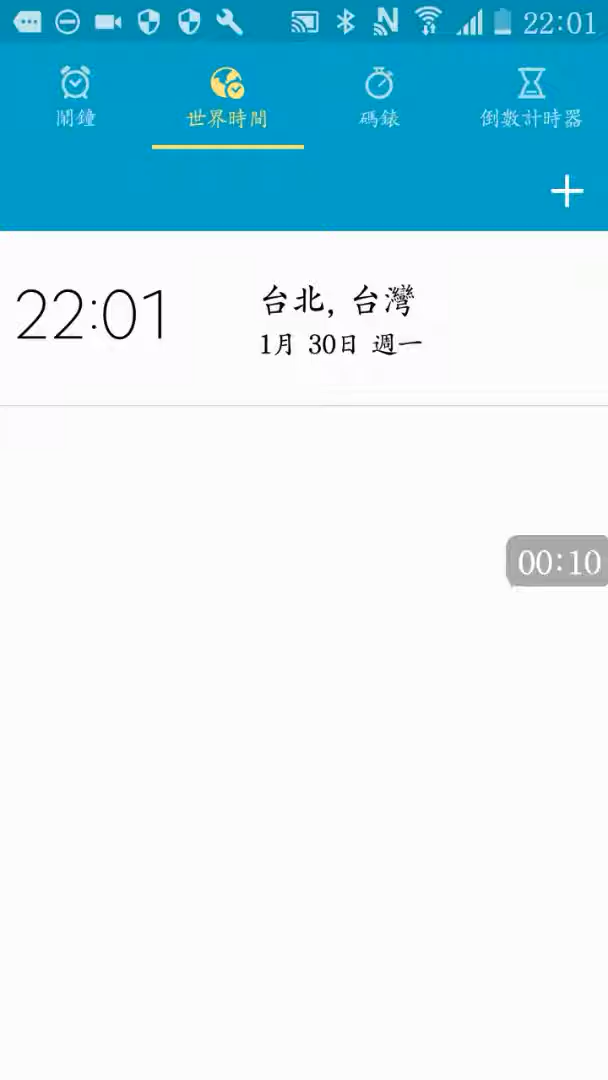 22:01
鬧鐘
世界時間
碼錶
倒數計時器
22:01
台北, 台灣
1月 30日 週一
00:10